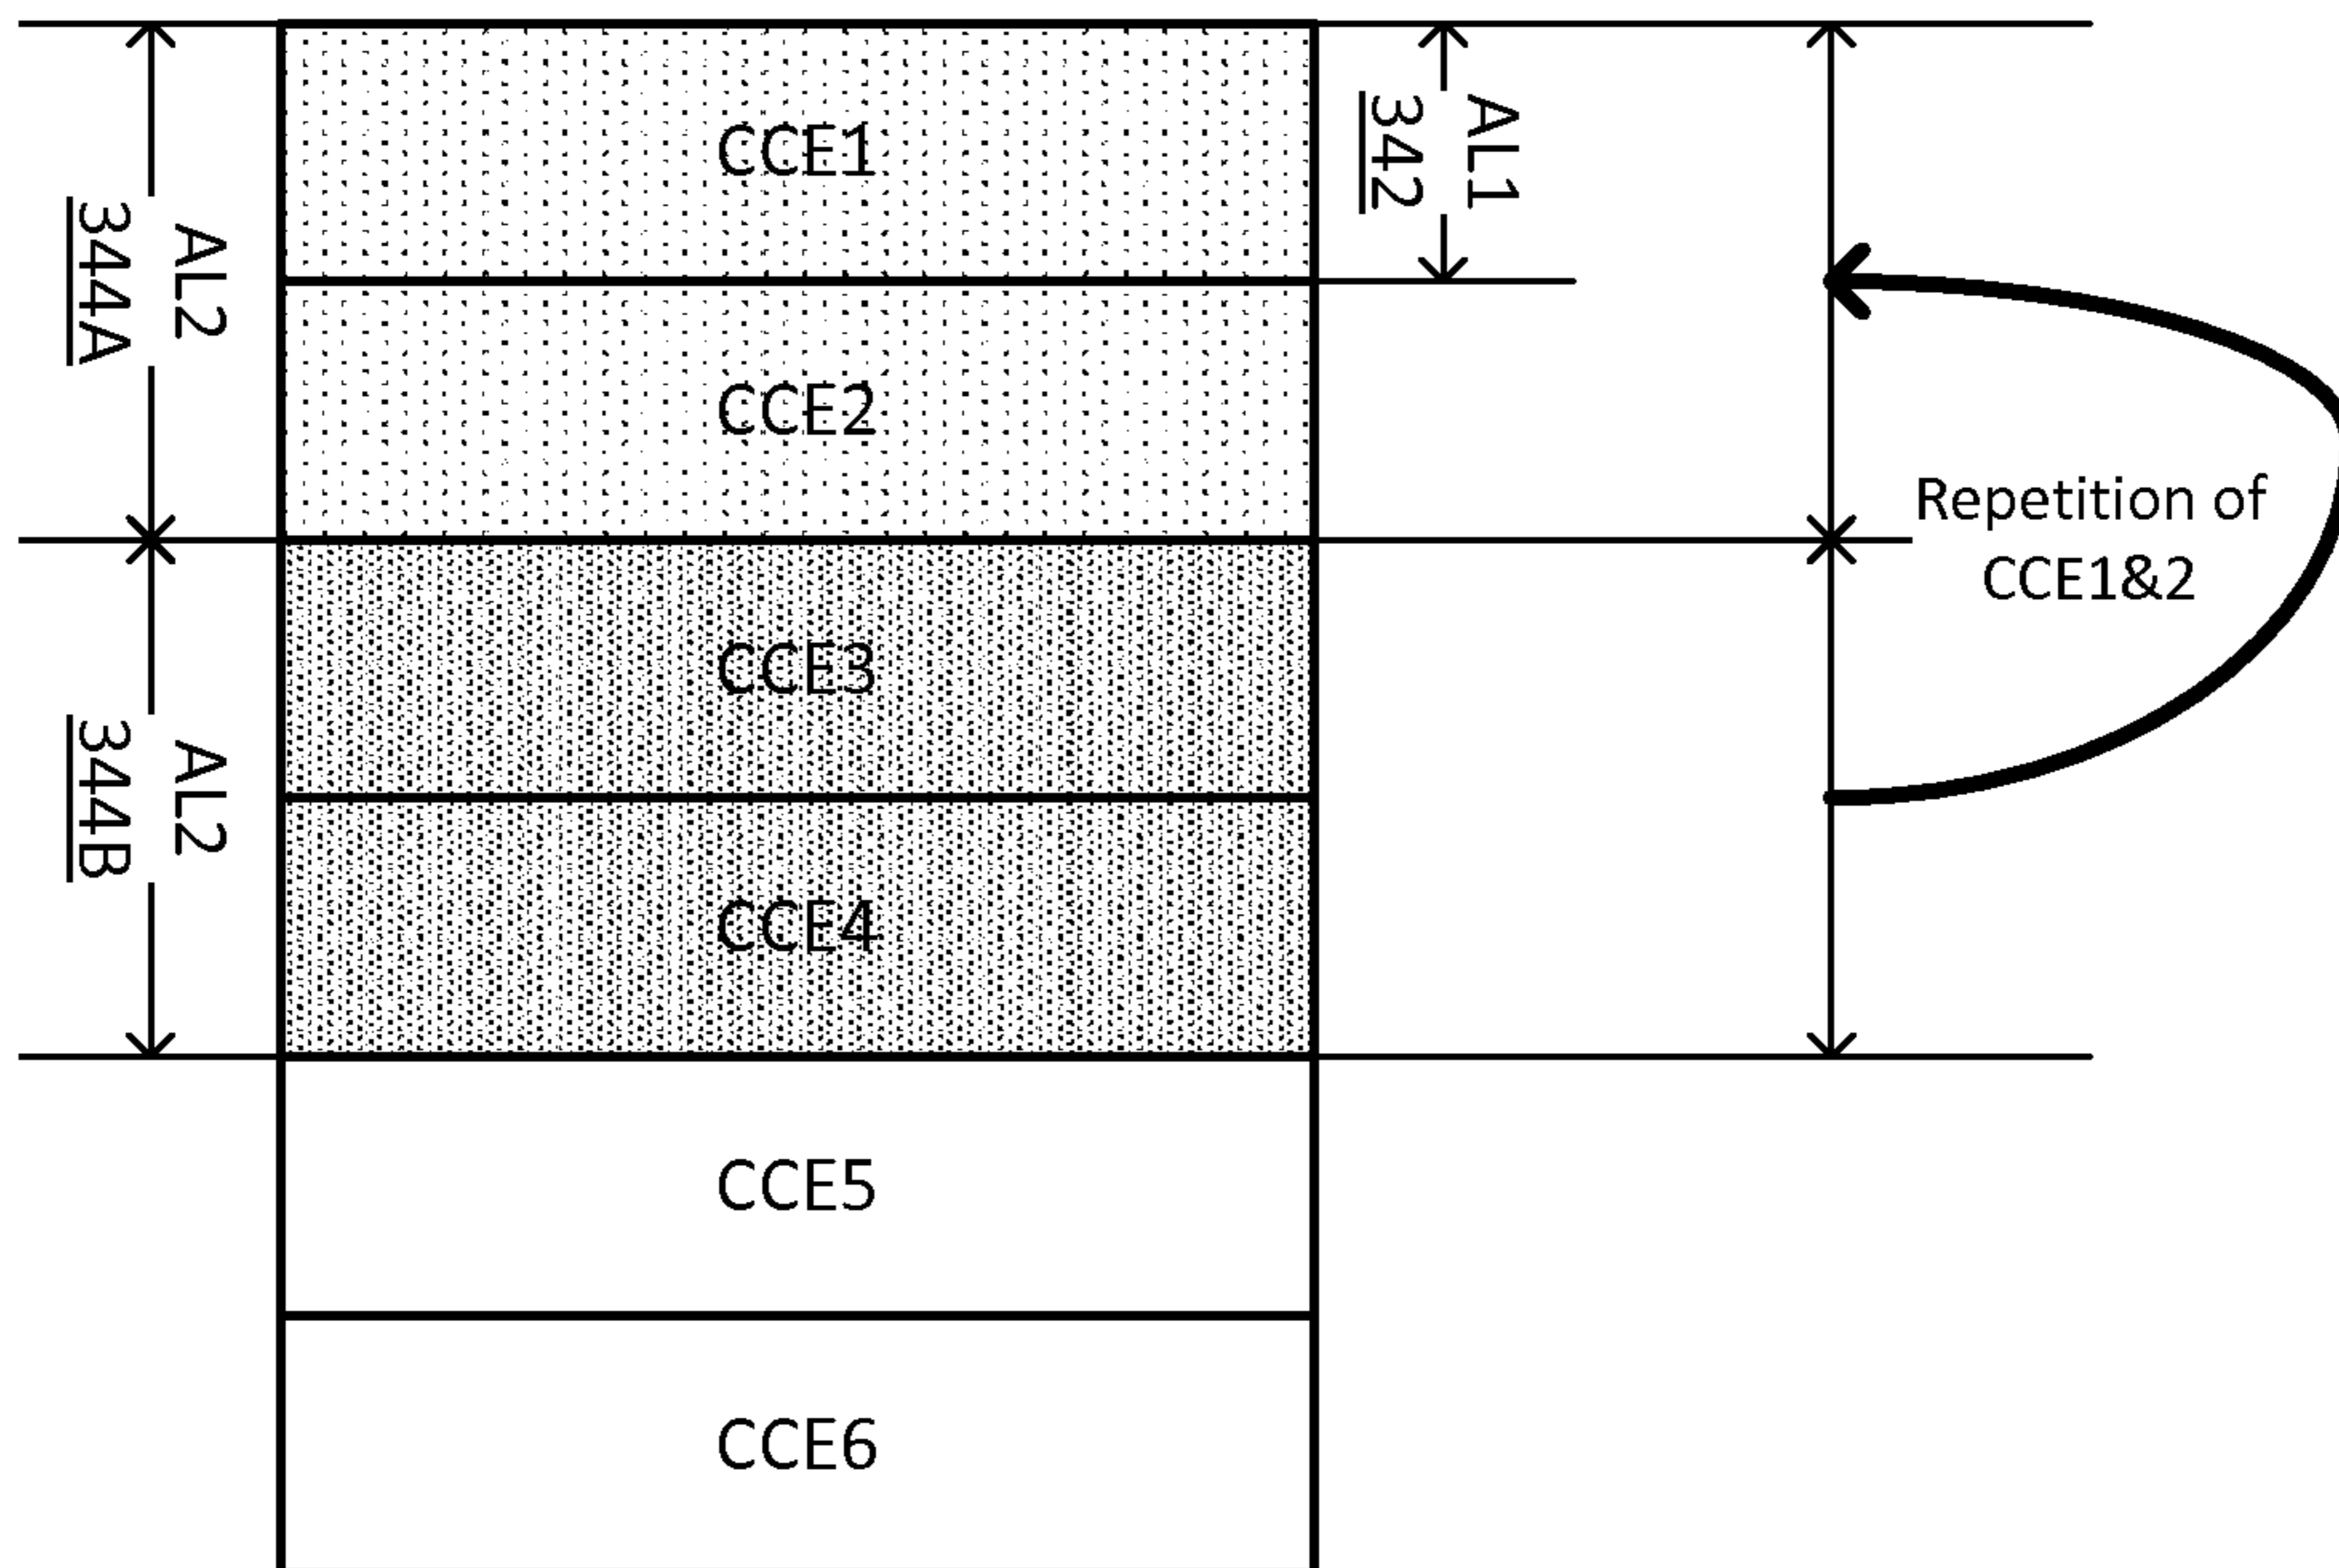 CCE1
CCE2
CCE3
CCE4
CCE5
CCE6
AL2
344A
AL2
344B
AL1
342
Repetition of
CCE1&2